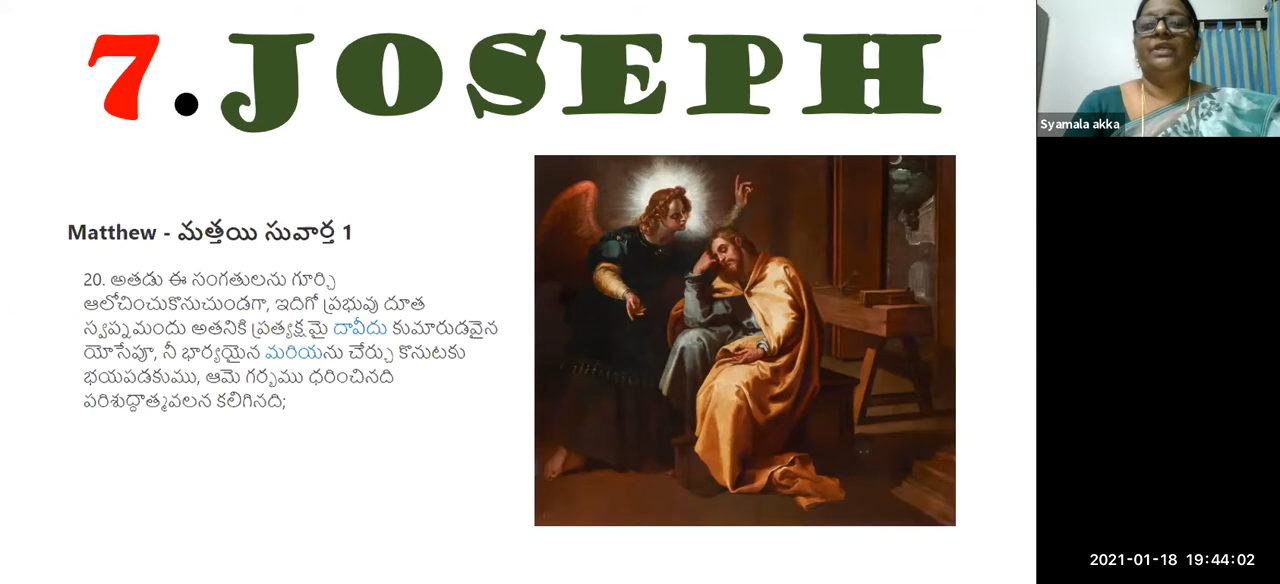 7.JOSEPH
Syamala akka
Matthew - మత్తయి సువార్త 1
20. అతడు ఈ సంగతులను గూర్చి
ఆలోచించుకొనుచుండగా, ఇదిగో ప్రభువు దూత
స్వప్నమందు అతనికి ప్రత్యక్షమై దావీదు కుమారుడవైన
యోసేపూ, నీ భార్యయైన మరియను చేర్చు కొనుటకు
భయపడకుము, ఆమె గర్భము ధరించినది
పరిశుద్ధాత్మవలన కలిగినది;
2021-01-18 19:44:02